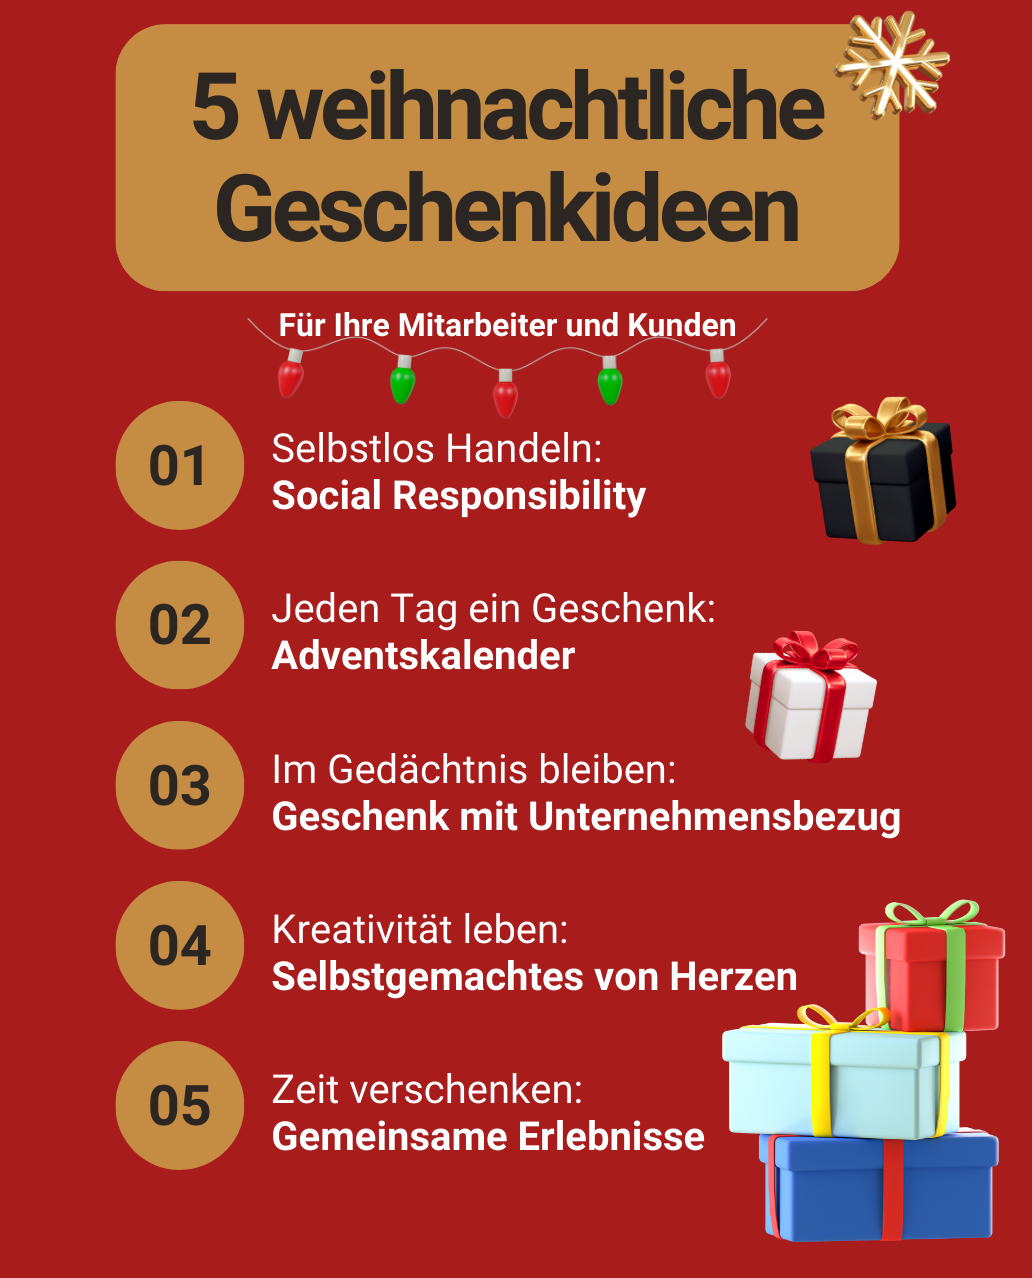 5 weihnachtliche
Geschenkideen
Für Ihre Mitarbeiter und Kunden
01
Selbstlos Handeln:
Social Responsibility
02
Jeden Tag ein Geschenk:
Adventskalender
03
Im Gedächtnis bleiben:
Geschenk mit Unternehmensbezug
04
Kreativität leben:
Selbstgemachtes von Herzen
05
Zeit verschenken:
Gemeinsame Erlebnisse